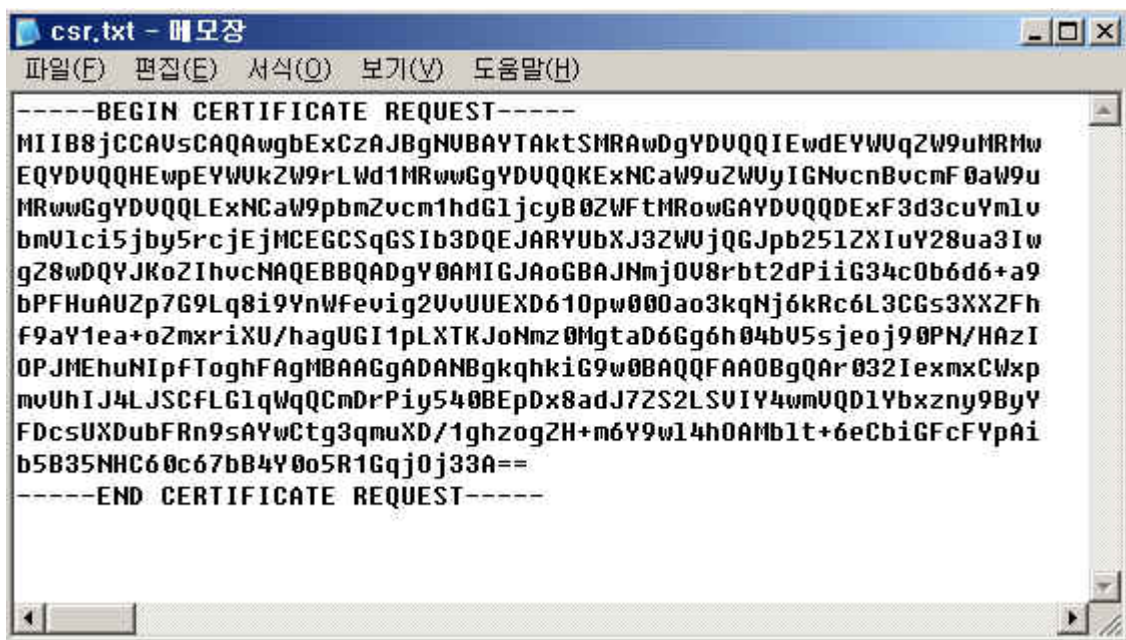 csr.txt - 메모장
파일(F) 편집(E) 서식(O) 보기(V) 도움말(H)
-----BEGIN CERTIFICATE REQUEST-----
MIIB8jCCAVsCAQAwgbExCzAJBgNVBAYTAktSMRAwDgYDVQQIEwdEYWVqZW9uMRMw
EQYDVQQHEwpEYWVkZW9rLWd1MRwwGgYDVQQKExNCaW9uZWVyIGNvcnBvcmF0aW9u
MRwwGgYDVQQLExNCaW9pbmZvcm1hdGljcyB0ZWFtMRowGAYDVQQDExF3d3cuYmlv
bmVlci5jby5rcjEjMCEGCSqGSIb3DQEJARYUbXJ3ZWVjQGJpb25lZXIuY28ua3Iw
gZ8wDQYJKoZIhvcNAQEBBQADgY0AMIGJAoGBAJNmjOV8rbt2dPiiG34cOb6d6+a9
bPFHuAUZp7G9Lq8i9YnWfevig2VvUUEXD61Opw00Oao3kqNj6kRc6L3CGs3XXZFh
f9aY1ea+oZmxriXU/hagUGI1pLXTKJoNmz0MgtaD6Gg6h04bV5sjeoj90PN/HAzI
OPJMEhuNIpfToghFAgMBAAGgADANBgkqhkiG9w0BAQQFAAOBgQAr032IexmxCWxp
mvUhIJ4LJSCfLGlqWqQCmDrPiy540BEpDx8adJ7ZS2LSVIY4wmVQDlYbxzny9ByY
FDcsUXDubFRn9sAYwCtg3qmuXD/1ghzogZH+m6Y9wl4hOAMblt+6eCbiGFcFYpAi
b5B35NHC60c67bB4Y0o5R1GqjOj33A==
-----END CERTIFICATE REQUEST-----